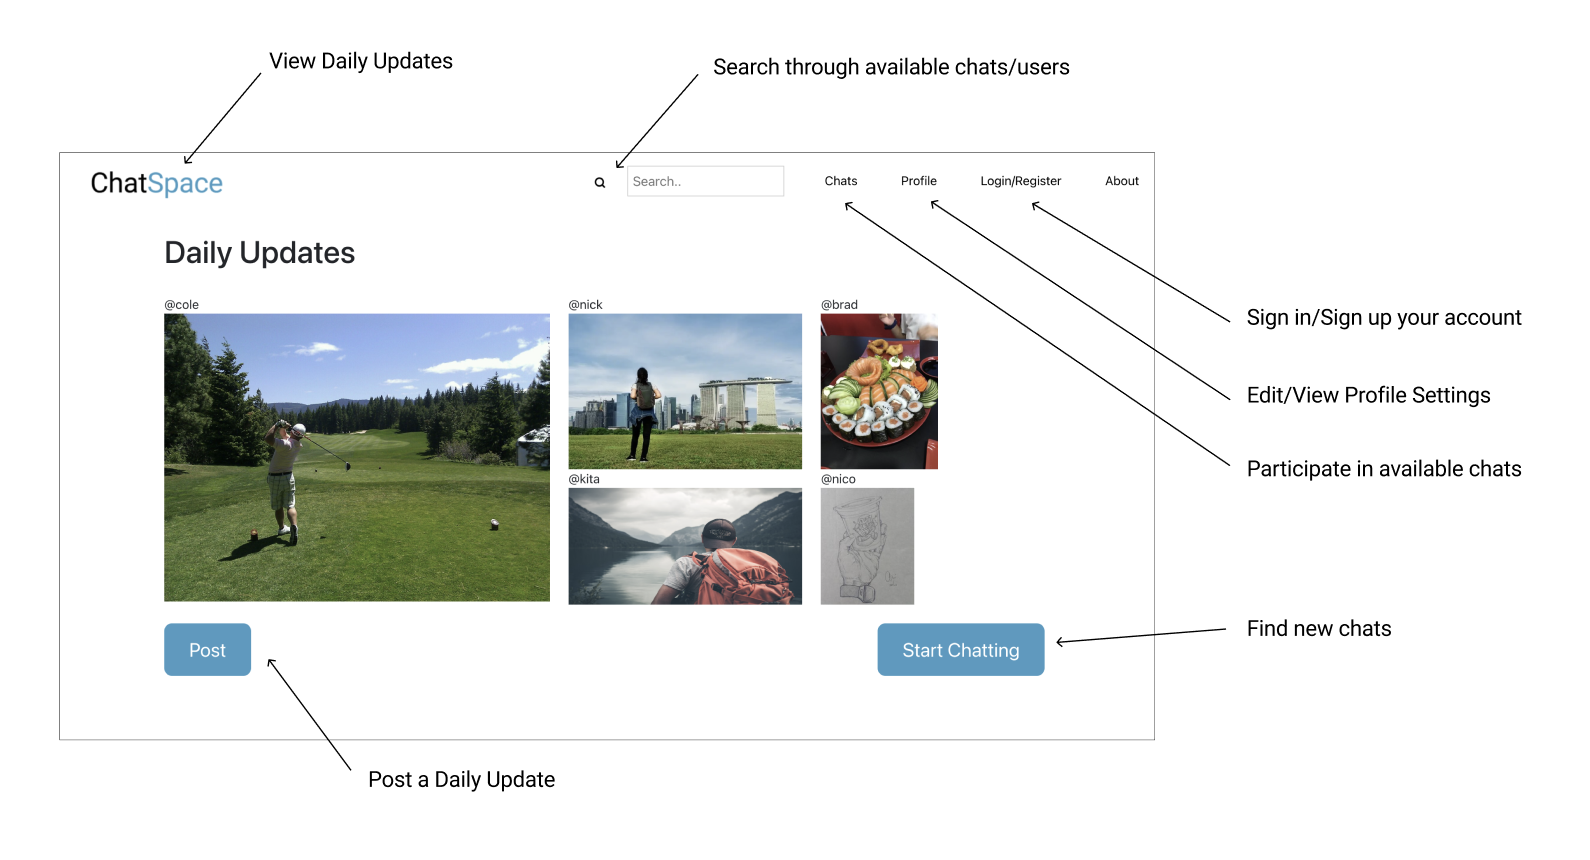 View Daily Updates
Search through available chats/users
ChatSpace
Search..
Chats
Profile
Login/Register
About
Daily Updates
@cole
@nick
@brad
Sign in/Sign up your account
Edit/View Profile Settings
Participate in available chats
@kita
@nico
Post
Start Chatting
Find new chats
Post a Daily Update